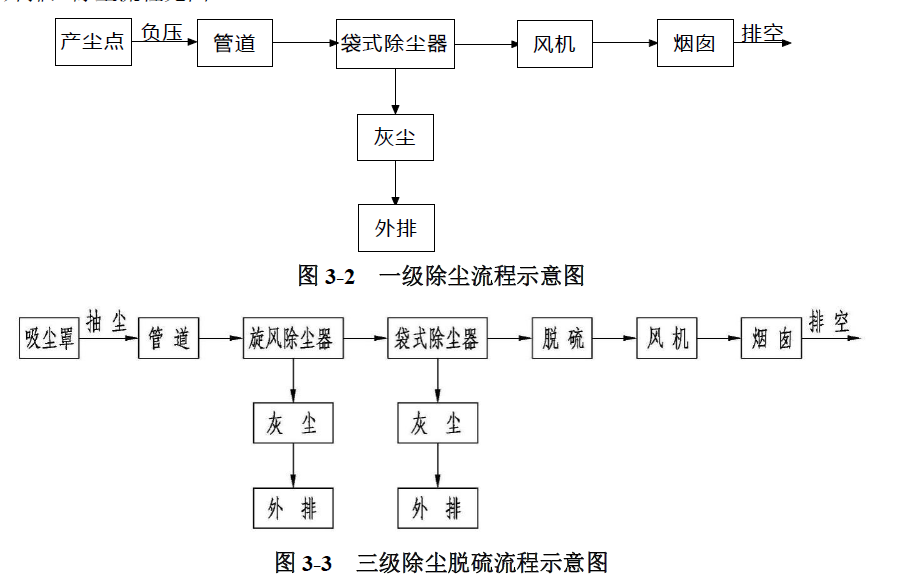 负压
排空
产尘点
管道
袋式除尘器
风机
烟囱
灰尘
外排
图 3-2 一级除尘流程示意图
抽尘
排空
吸尘罩
管道
旋风除尘器
袋式除尘器
脱硫
风机
烟囱
灰尘
灰尘
外排
外排
图 3-3 三级除尘脱硫流程示意图